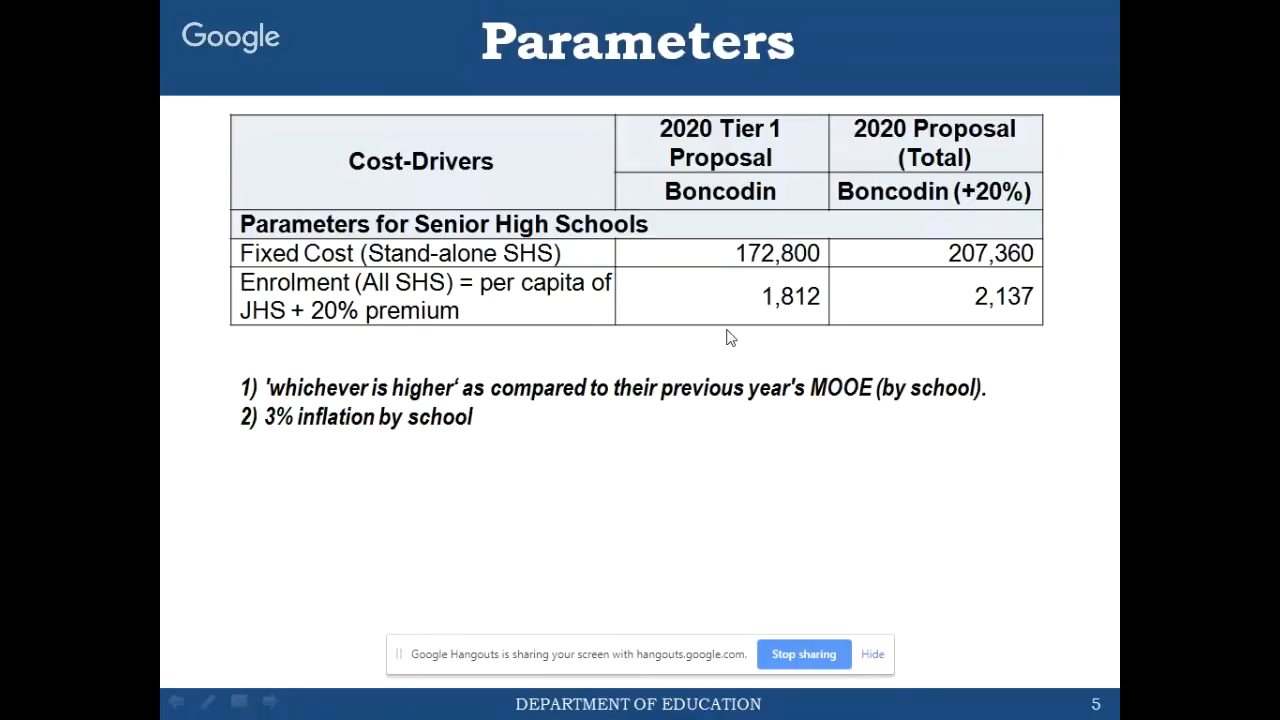 Google
Parameters
Cost-Drivers
2020 Tier 1
Proposal
2020 Proposal
(Total)
Boncodin
Boncodin (+20%)
Parameters for Senior High Schools
Fixed Cost (Stand-alone SHS) 172,800 207,360
Enrolment (All SHS) = per capita of
JHS + 20% premium 1,812 2,137
1) 'whichever is higher‘ as compared to their previous year's MOOE (by school).
2) 3% inflation by school
Google Hangouts is sharing your screen with hangouts.google.com. Stop sharing Hide
DEPARTMENT OF EDUCATION 5